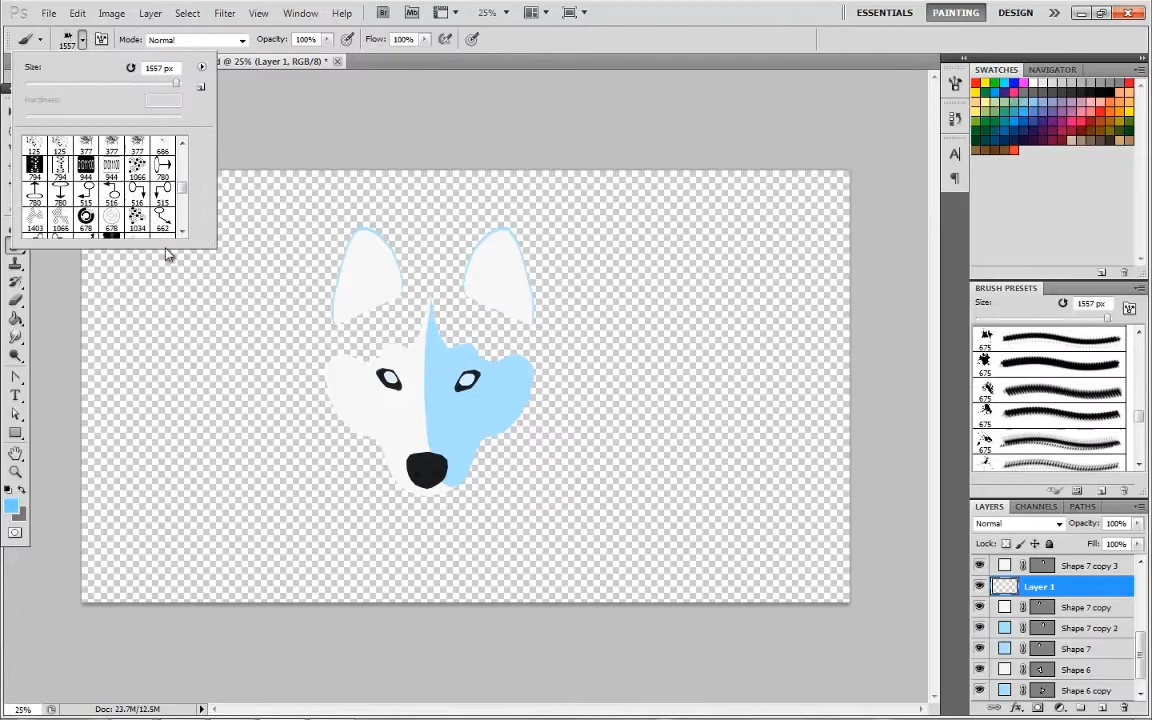 PS File Edit Image Layer Select Filter View Window Help Br Mb 25% ESSENTIALS PAINTING DESIGN
1557 Mode: Normal Opacity: 100% Flow: 100%
d @ 25% (Layer 1, RGB/8) *
Size: 1557 px
Hardness:
125 125 377 377 377 686
794 794 944 944 1066 780
780 780 515 516 516 515
1403 1066 678 678 1034 662
SWATCHES NAVIGATOR
BRUSH PRESETS
Size: 1557 px
675
675
675
675
675
LAYERS CHANNELS PATHS
Normal Opacity: 100%
Lock: Fill: 100%
Shape 7 copy 3
Layer 1
Shape 7 copy
Shape 7 copy 2
Shape 7
Shape 6
Shape 6 copy
25% Doc: 23.7M/12.5M